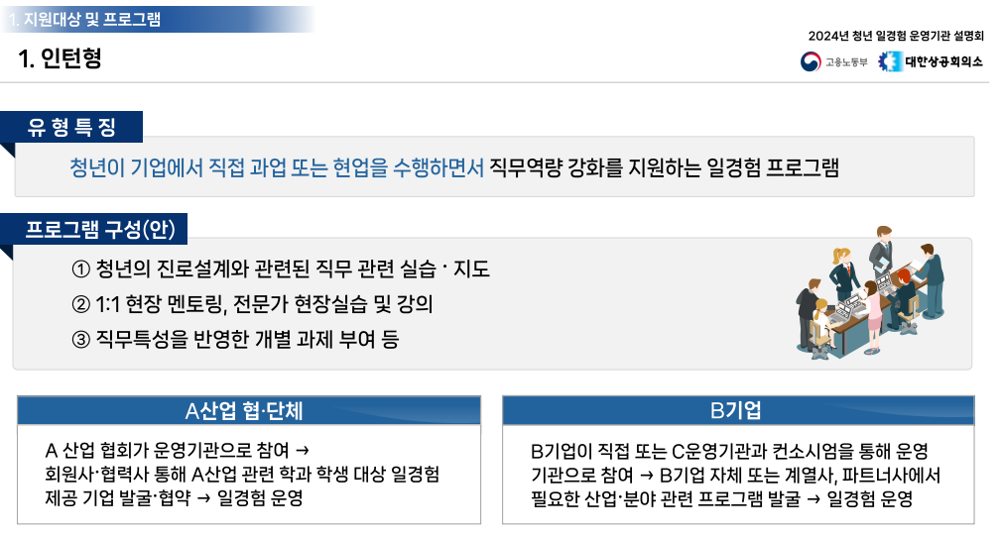 1. 지원대상 및 프로그램
2024년 청년 일경험 운영기관 설명회
1. 인턴형
고용노동부
대한상공회의소
유 형 특 징
청년이 기업에서 직접 과업 또는 현업을 수행하면서 직무역량 강화를 지원하는 일경험 프로그램
프로그램 구성(안)
① 청년의 진로설계와 관련된 직무 관련 실습 · 지도
② 1:1 현장 멘토링, 전문가 현장실습 및 강의
③ 직무특성을 반영한 개별 과제 부여 등
A산업 협·단체
A 산업 협회가 운영기관으로 참여 →
회원사·협력사 통해 A산업 관련 학과 학생 대상 일경험
제공 기업 발굴·협약 → 일경험 운영
B기업
B기업이 직접 또는 C운영기관과 컨소시엄을 통해 운영
기관으로 참여 → B기업 자체 또는 계열사, 파트너사에서
필요한 산업·분야 관련 프로그램 발굴 → 일경험 운영